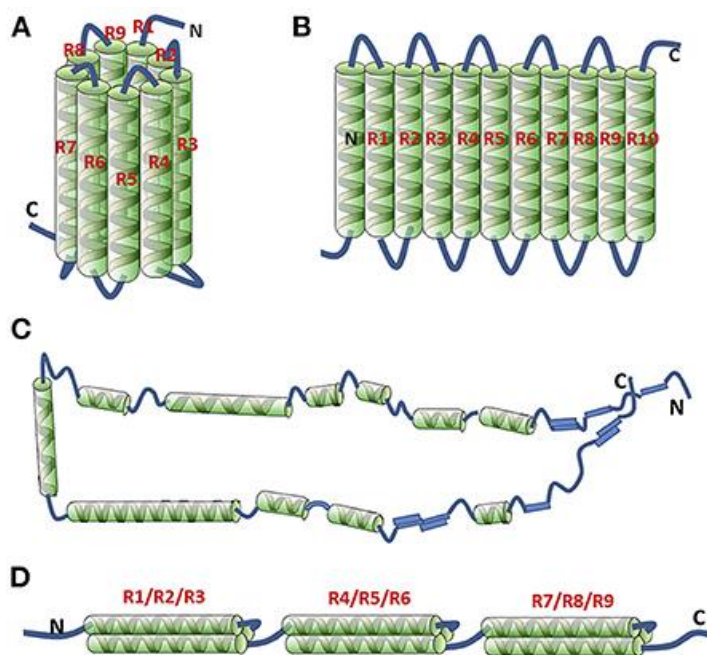 A
R9
R1
N
R8
R2
R7
R6
R5
R4
R3
C
B
C
N R1 R2 R3 R4 R5 R6 R7 R8 R9 R10
C
C
N
D
R1/R2/R3 R4/R5/R6 R7/R8/R9
N
C